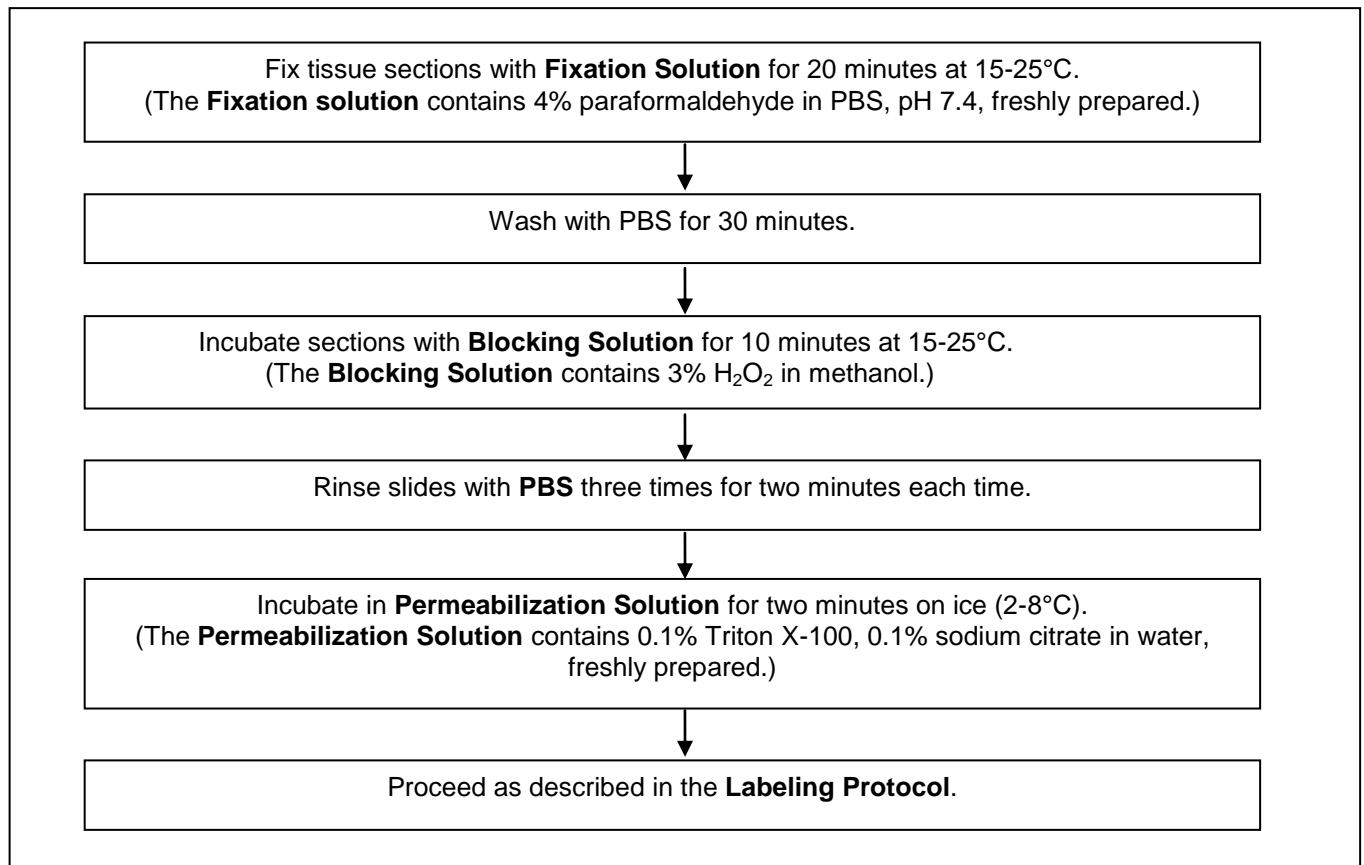 Fix tissue sections with Fixation Solution for 20 minutes at 15-25°C.
(The Fixation solution contains 4% paraformaldehyde in PBS, pH 7.4, freshly prepared.)
Wash with PBS for 30 minutes.
Incubate sections with Blocking Solution for 10 minutes at 15-25°C.
(The Blocking Solution contains 3% H₂O₂ in methanol.)
Rinse slides with PBS three times for two minutes each time.
Incubate in Permeabilization Solution for two minutes on ice (2-8°C).
(The Permeabilization Solution contains 0.1% Triton X-100, 0.1% sodium citrate in water,
freshly prepared.)
Proceed as described in the Labeling Protocol.